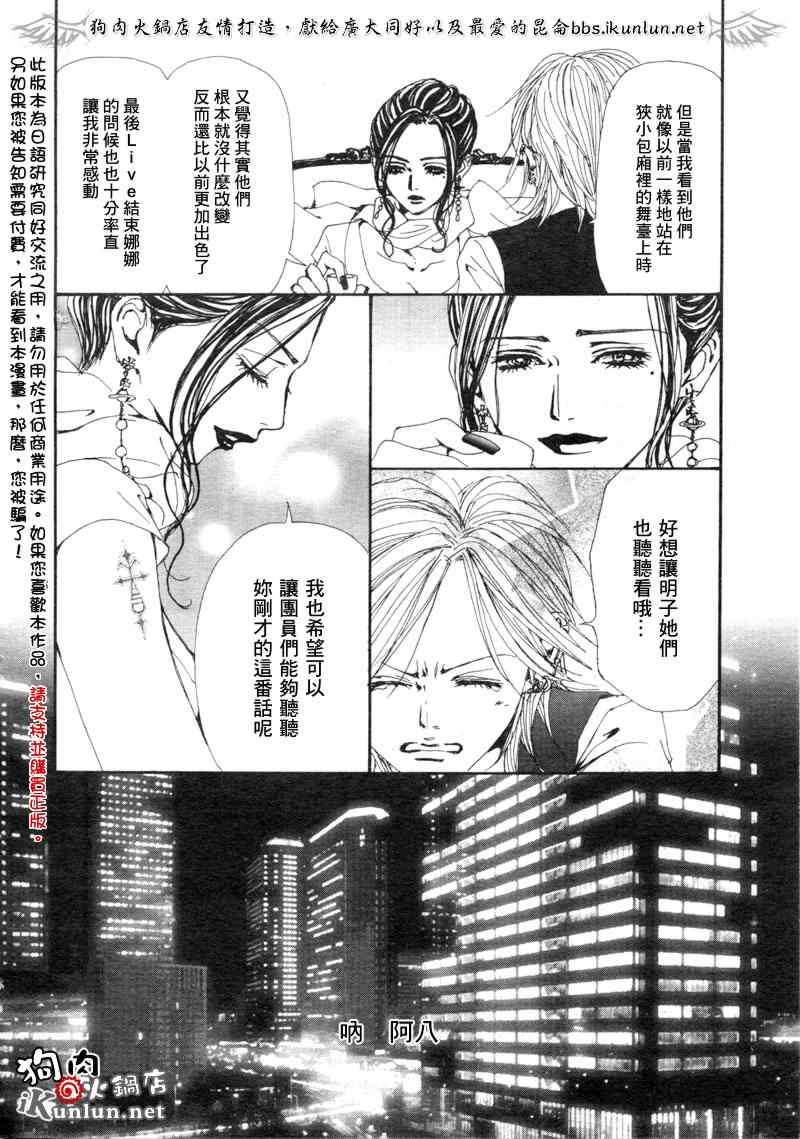 狗肉火鍋店友情打造，獻給廣大同好以及最愛的昆侖bbs.ikunlun.net
此版本為日語研究同好交流之用，請勿用於任何商業用途。如果您喜歡本作品，請支持並購買正版。
另如果您被告知需要付費，才能看到本漫畫，那麼，您被騙了！
但是當我看到他們
就像以前一樣地站在
狹小包廂裡的舞臺上時
又覺得其實他們
根本就沒什麼改變
反而還比以前更加出色了
最後Live結束娜娜
的問候也也十分率直
讓我非常感動
好想讓明子她們
也聽聽看哦…
我也希望可以
讓團員們能夠聽聽
妳剛才的這番話呢
吶　阿八
狗肉
火鍋店
iKunlun.net